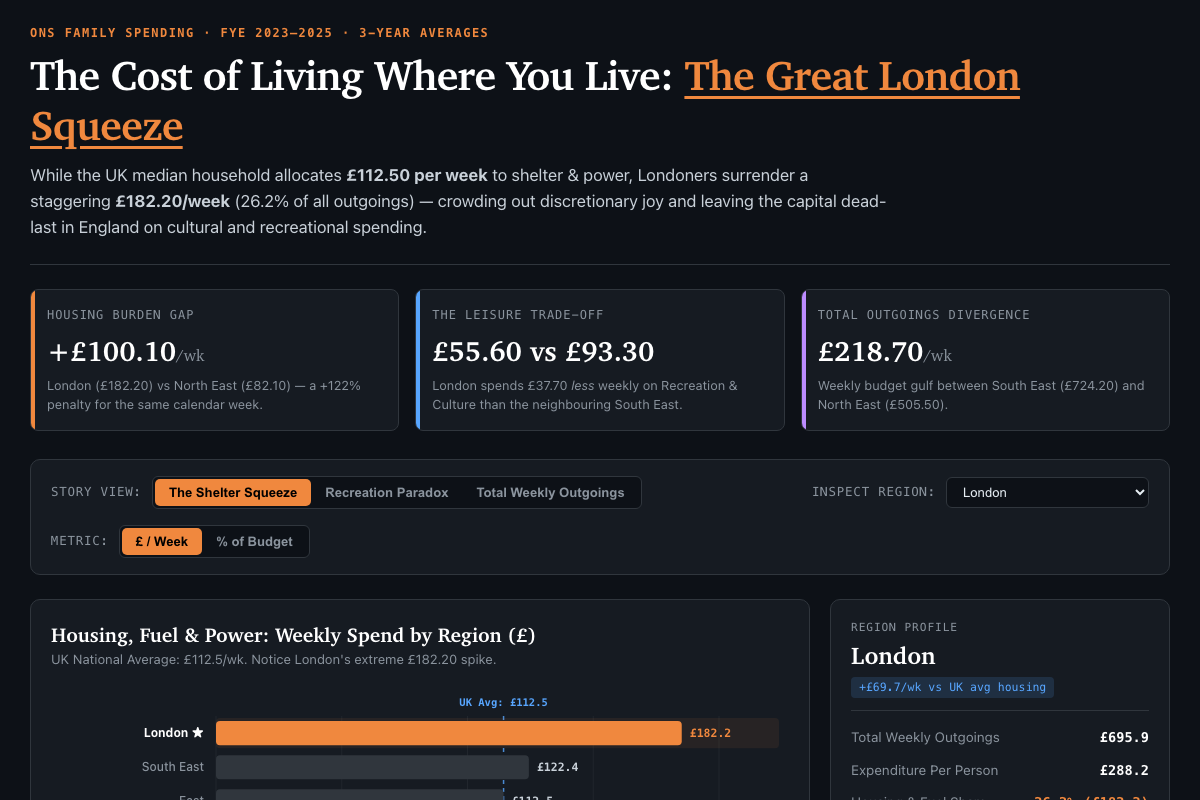 ONS FAMILY SPENDING · FYE 2023–2025 · 3-YEAR AVERAGES
The Cost of Living Where You Live: The Great London
Squeeze
While the UK median household allocates £112.50 per week to shelter & power, Londoners surrender a
staggering £182.20/week (26.2% of all outgoings) — crowding out discretionary joy and leaving the capital dead-
last in England on cultural and recreational spending.
HOUSING BURDEN GAP
+£100.10/wk
London (£182.20) vs North East (£82.10) — a +122%
penalty for the same calendar week.
THE LEISURE TRADE-OFF
£55.60 vs £93.30
London spends £37.70 less weekly on Recreation &
Culture than the neighbouring South East.
TOTAL OUTGOINGS DIVERGENCE
£218.70/wk
Weekly budget gulf between South East (£724.20) and
North East (£505.50).
STORY VIEW: The Shelter Squeeze Recreation Paradox Total Weekly Outgoings INSPECT REGION: London
METRIC: £ / Week % of Budget
Housing, Fuel & Power: Weekly Spend by Region (£)
UK National Average: £112.5/wk. Notice London's extreme £182.20 spike.
UK Avg: £112.5
London ★ £182.2
South East £122.4
East £112.5
REGION PROFILE
London
+£69.7/wk vs UK avg housing
Total Weekly Outgoings £695.9
Expenditure Per Person £288.2